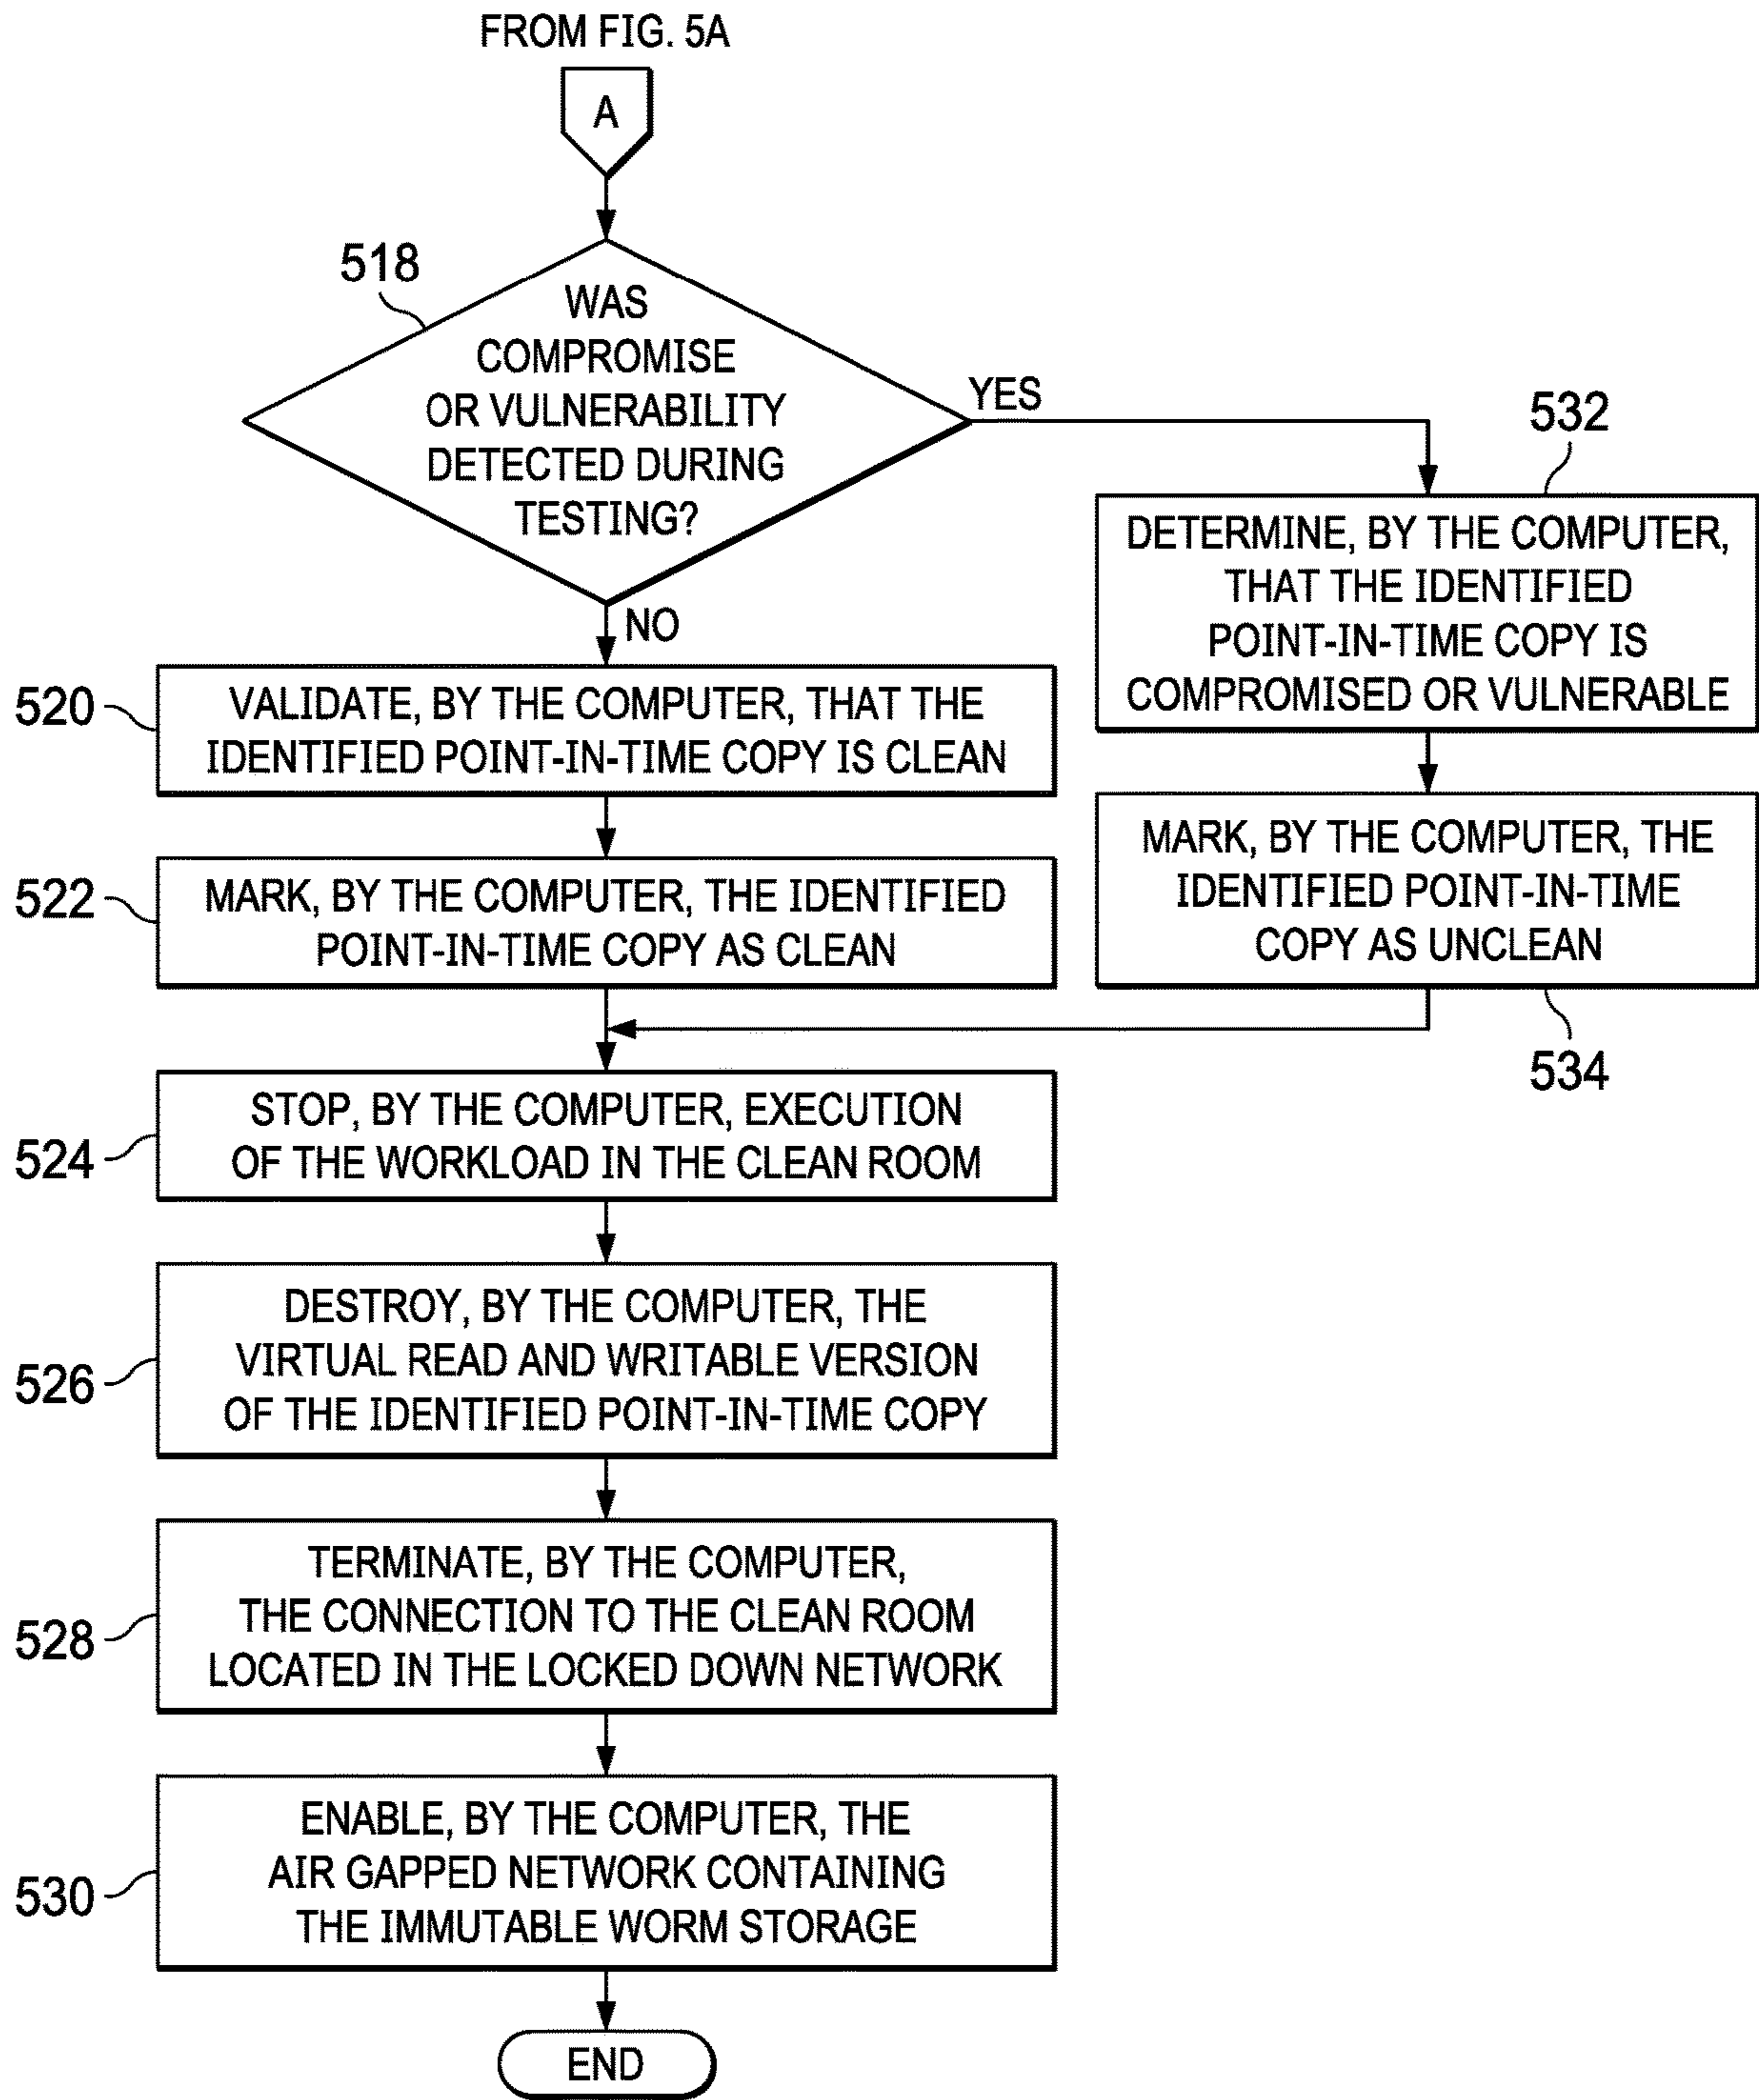 FROM FIG. 5A
A
518
WAS
COMPROMISE
OR VULNERABILITY
DETECTED DURING
TESTING?
YES
NO
532
DETERMINE, BY THE COMPUTER,
THAT THE IDENTIFIED
POINT-IN-TIME COPY IS
COMPROMISED OR VULNERABLE
520
VALIDATE, BY THE COMPUTER, THAT THE
IDENTIFIED POINT-IN-TIME COPY IS CLEAN
MARK, BY THE COMPUTER, THE
IDENTIFIED POINT-IN-TIME
COPY AS UNCLEAN
534
522
MARK, BY THE COMPUTER, THE IDENTIFIED
POINT-IN-TIME COPY AS CLEAN
524
STOP, BY THE COMPUTER, EXECUTION
OF THE WORKLOAD IN THE CLEAN ROOM
526
DESTROY, BY THE COMPUTER, THE
VIRTUAL READ AND WRITABLE VERSION
OF THE IDENTIFIED POINT-IN-TIME COPY
528
TERMINATE, BY THE COMPUTER,
THE CONNECTION TO THE CLEAN ROOM
LOCATED IN THE LOCKED DOWN NETWORK
530
ENABLE, BY THE COMPUTER, THE
AIR GAPPED NETWORK CONTAINING
THE IMMUTABLE WORM STORAGE
END